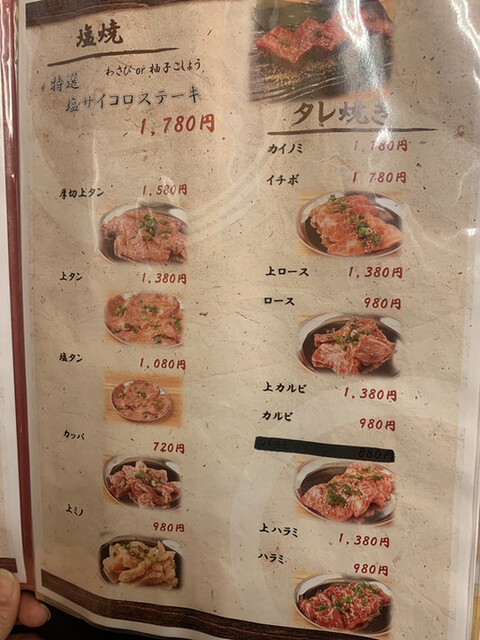 塩焼
わさび or 柚子こしょう
特選
塩サイコロステーキ
1,780円
厚切上タン 1,580円
上タン 1,380円
塩タン 1,080円
カッパ 720円
上ミノ 980円
タレ焼き
カイノミ 1,780円
イチボ 1,780円
上ロース 1,380円
ロース 980円
上カルビ 1,380円
カルビ 980円
上ハラミ 1,380円
ハラミ 980円